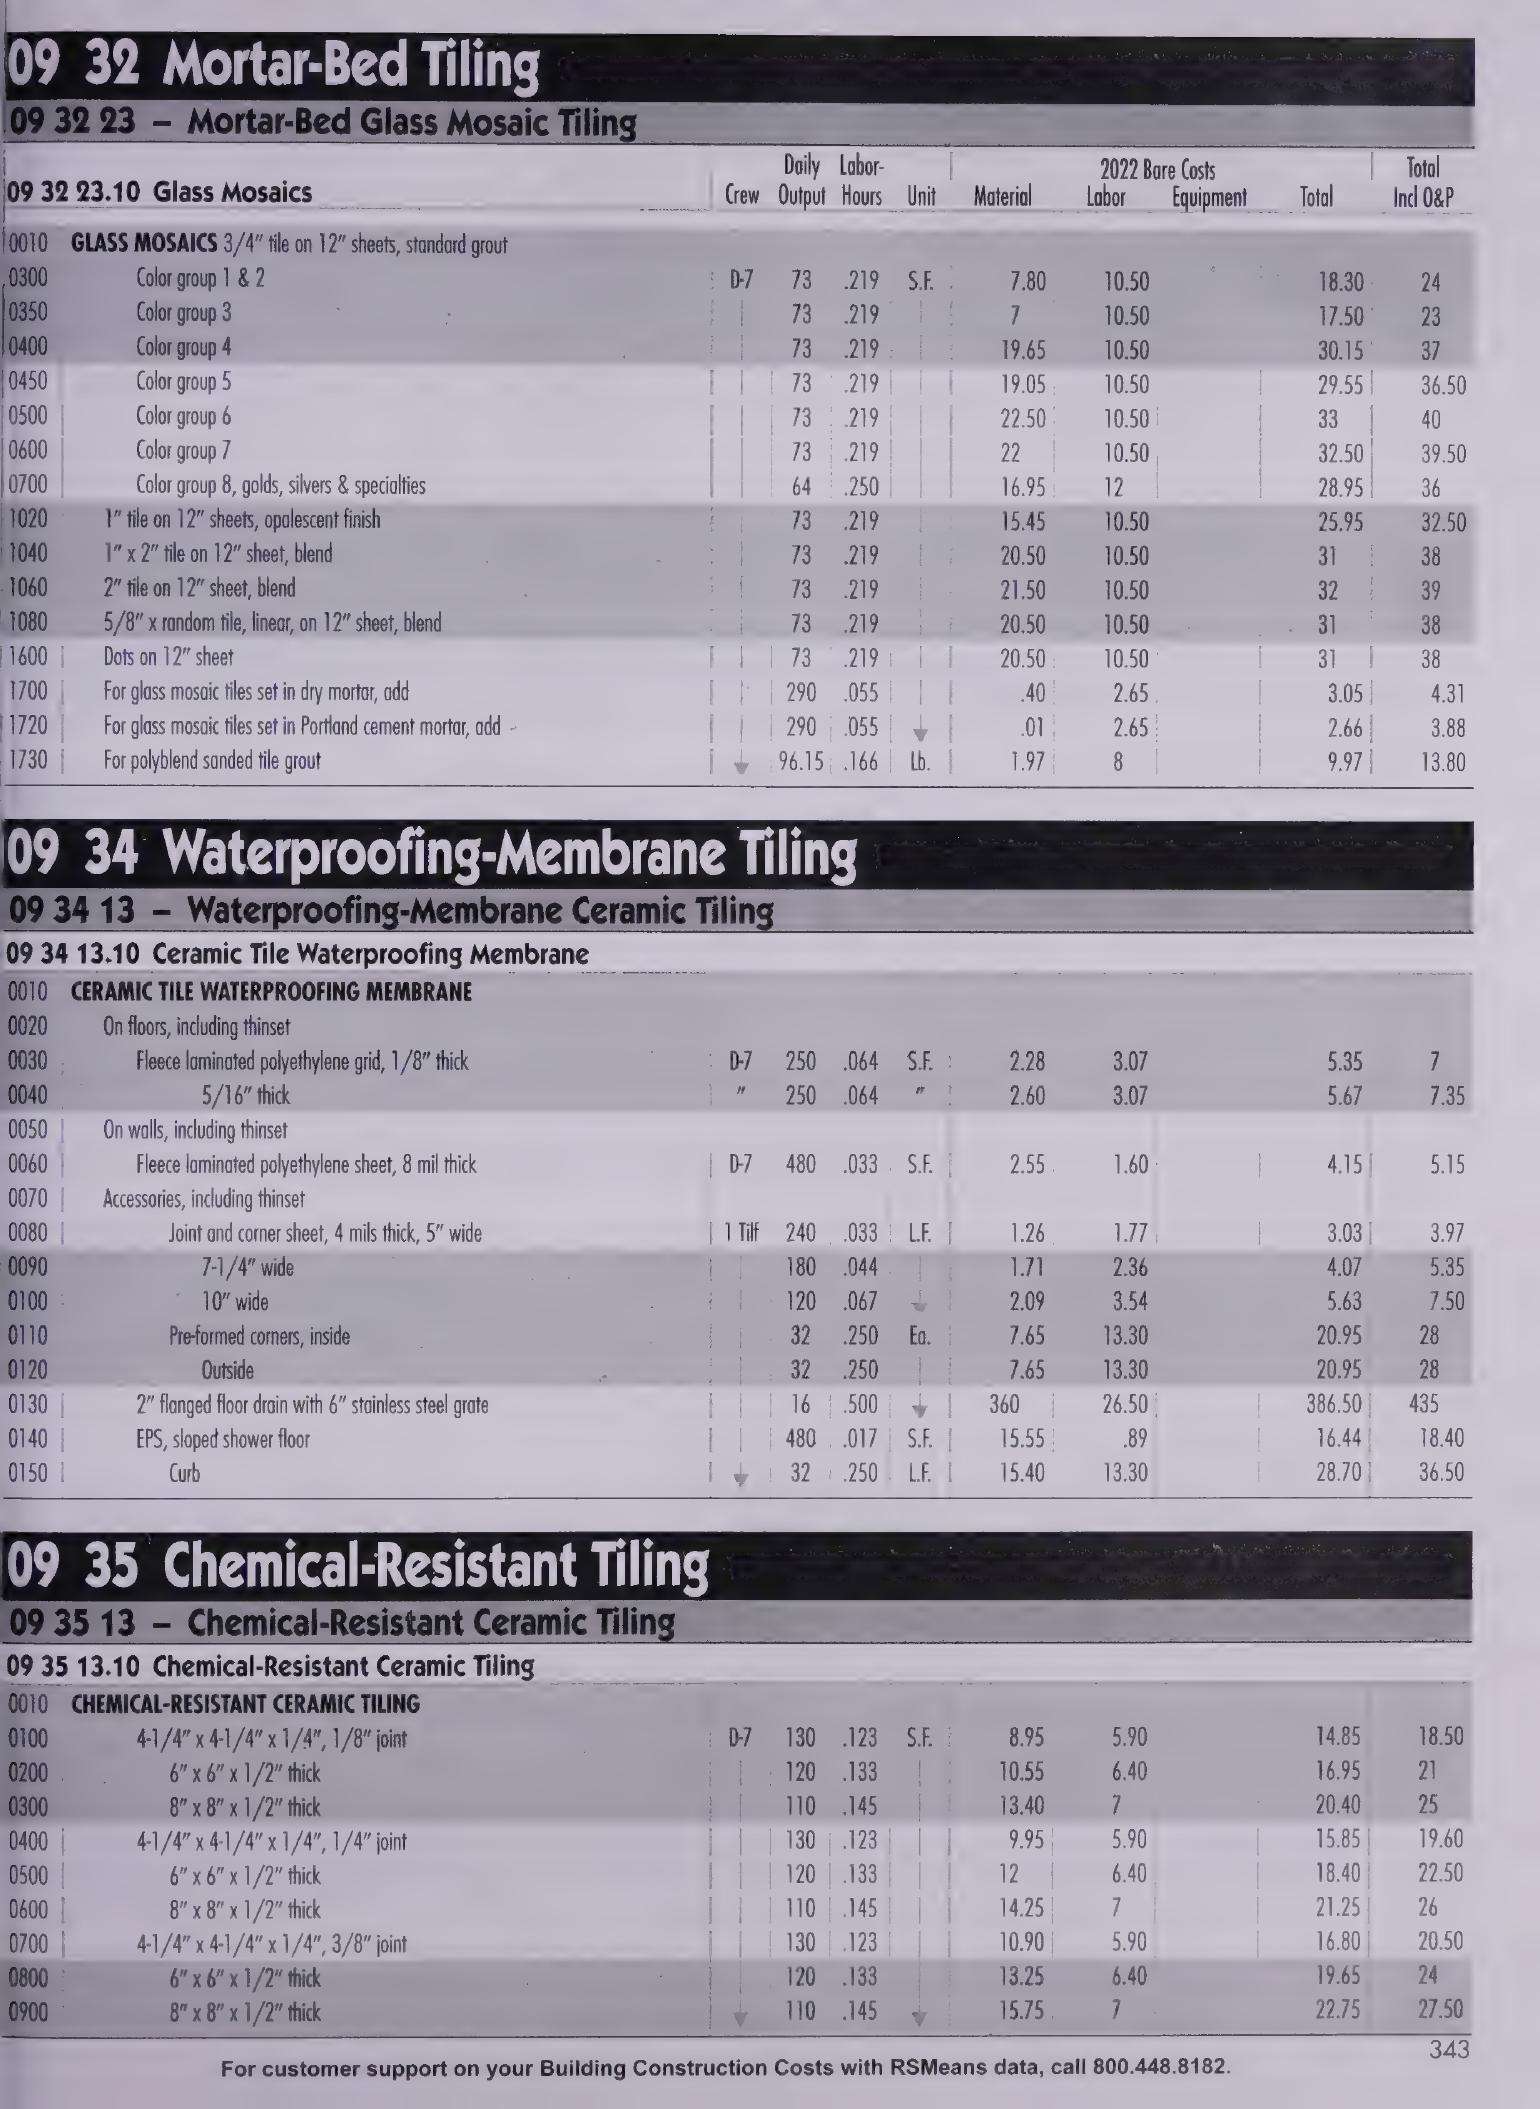 09 32 Mortar-Bed Tiling
09 32 23 – Mortar-Bed Glass Mosaic Tiling
Daily Labor- 2022 Bare Costs Total
09 32 23.10 Glass Mosaics Crew Output Hours Unit Material Labor Equipment Total Incl O&P
0010 GLASS MOSAICS 3/4" tile on 12" sheets, standard grout
0300 Color group 1 & 2 D-7 73 .219 S.F. 7.80 10.50 18.30 24
0350 Color group 3 73 .219 7 10.50 17.50 23
0400 Color group 4 73 .219 19.65 10.50 30.15 37
0450 Color group 5 73 .219 19.05 10.50 29.55 36.50
0500 Color group 6 73 .219 22.50 10.50 33 40
0600 Color group 7 73 .219 22 10.50 32.50 39.50
0700 Color group 8, golds, silvers & specialties 64 .250 16.95 12 28.95 36
1020 1" tile on 12" sheets, opalescent finish 73 .219 15.45 10.50 25.95 32.50
1040 1" x 2" tile on 12" sheet, blend 73 .219 20.50 10.50 31 38
1060 2" tile on 12" sheet, blend 73 .219 21.50 10.50 32 39
1080 5/8" x random tile, linear, on 12" sheet, blend 73 .219 20.50 10.50 31 38
1600 Dots on 12" sheet 73 .219 20.50 10.50 31 38
1700 For glass mosaic tiles set in dry mortar, add 290 .055 .40 2.65 3.05 4.31
1720 For glass mosaic tiles set in Portland cement mortar, add 290 .055 .01 2.65 2.66 3.88
1730 For polyblend sanded tile grout 96.15 .166 Lb. 1.97 8 9.97 13.80
09 34 Waterproofing-Membrane Tiling
09 34 13 – Waterproofing-Membrane Ceramic Tiling
09 34 13.10 Ceramic Tile Waterproofing Membrane
0010 CERAMIC TILE WATERPROOFING MEMBRANE
0020 On floors, including thinset
0030 Fleece laminated polyethylene grid, 1/8" thick D-7 250 .064 S.F. 2.28 3.07 5.35 7
0040 5/16" thick " 250 .064 " 2.60 3.07 5.67 7.35
0050 On walls, including thinset
0060 Fleece laminated polyethylene sheet, 8 mil thick D-7 480 .033 S.F. 2.55 1.60 4.15 5.15
0070 Accessories, including thinset
0080 Joint and corner sheet, 4 mils thick, 5" wide 1 Tilf 240 .033 L.F. 1.26 1.77 3.03 3.97
0090 7-1/4" wide 180 .044 1.71 2.36 4.07 5.35
0100 10" wide 120 .067 2.09 3.54 5.63 7.50
0110 Pre-formed corners, inside 32 .250 Ea. 7.65 13.30 20.95 28
0120 Outside 32 .250 7.65 13.30 20.95 28
0130 2" flanged floor drain with 6" stainless steel grate 16 .500 360 26.50 386.50 435
0140 EPS, sloped shower floor 480 .017 S.F. 15.55 .89 16.44 18.40
0150 Curb 32 .250 L.F. 15.40 13.30 28.70 36.50
09 35 Chemical-Resistant Tiling
09 35 13 – Chemical-Resistant Ceramic Tiling
09 35 13.10 Chemical-Resistant Ceramic Tiling
0010 CHEMICAL-RESISTANT CERAMIC TILING
0100 4-1/4" x 4-1/4" x 1/4", 1/8" joint D-7 130 .123 S.F. 8.95 5.90 14.85 18.50
0200 6" x 6" x 1/2" thick 120 .133 10.55 6.40 16.95 21
0300 8" x 8" x 1/2" thick 110 .145 13.40 7 20.40 25
0400 4-1/4" x 4-1/4" x 1/4", 1/4" joint 130 .123 9.95 5.90 15.85 19.60
0500 6" x 6" x 1/2" thick 120 .133 12 6.40 18.40 22.50
0600 8" x 8" x 1/2" thick 110 .145 14.25 7 21.25 26
0700 4-1/4" x 4-1/4" x 1/4", 3/8" joint 130 .123 10.90 5.90 16.80 20.50
0800 6" x 6" x 1/2" thick 120 .133 13.25 6.40 19.65 24
0900 8" x 8" x 1/2" thick 110 .145 15.75 7 22.75 27.50
343
For customer support on your Building Construction Costs with RSMeans data, call 800.448.8182.